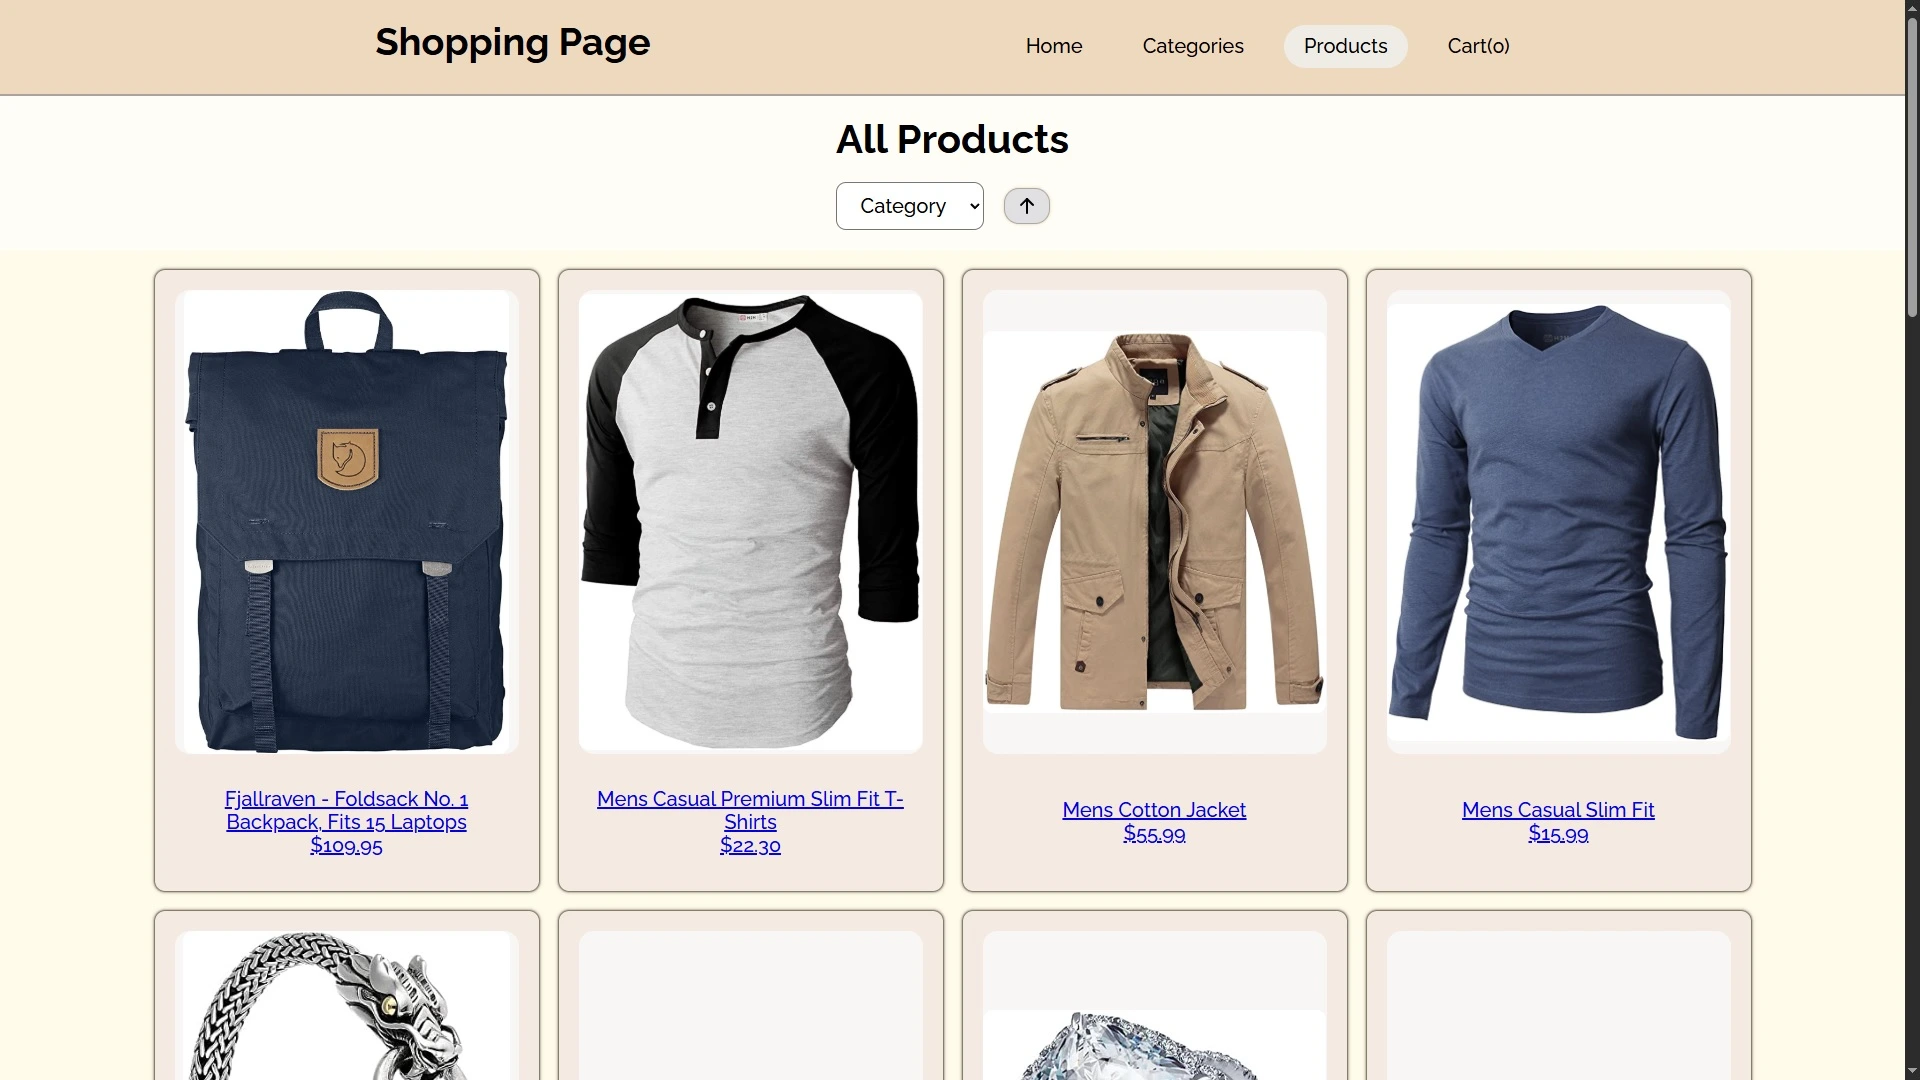 Shopping Page
Home
Categories
Products
Cart(0)
All Products
Category
Fjallraven - Foldsack No. 1
Backpack, Fits 15 Laptops
$109.95
Mens Casual Premium Slim Fit T-
Shirts
$22.30
Mens Cotton Jacket
$55.99
Mens Casual Slim Fit
$15.99